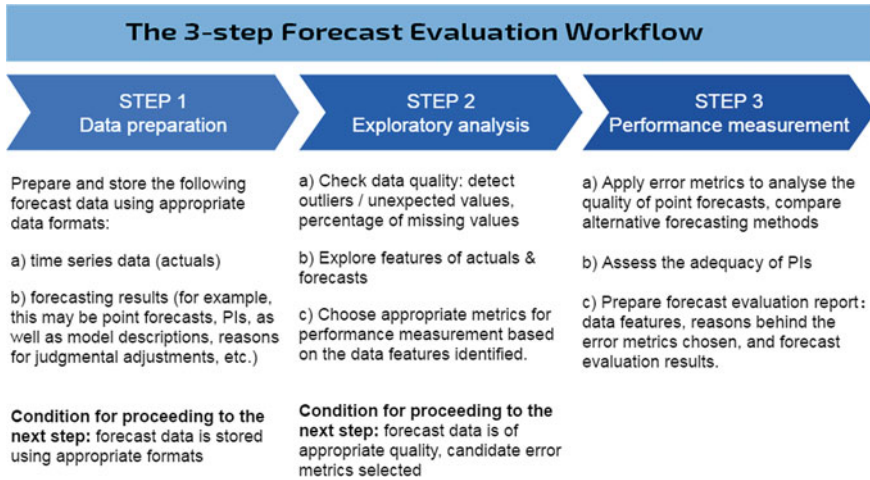 The 3-step Forecast Evaluation Workflow
STEP 1
Data preparation
Prepare and store the following
forecast data using appropriate
data formats:
a) time series data (actuals)
b) forecasting results (for example,
this may be point forecasts, PIs, as
well as model descriptions, reasons
for judgmental adjustments, etc.)
Condition for proceeding to the
next step: forecast data is stored
using appropriate formats
STEP 2
Exploratory analysis
a) Check data quality: detect
outliers / unexpected values,
percentage of missing values
b) Explore features of actuals &
forecasts
c) Choose appropriate metrics for
performance measurement based
on the data features identified.
Condition for proceeding to the
next step: forecast data is of
appropriate quality, candidate error
metrics selected
STEP 3
Performance measurement
a) Apply error metrics to analyse the
quality of point forecasts, compare
alternative forecasting methods
b) Assess the adequacy of PIs
c) Prepare forecast evaluation report:
data features, reasons behind the
error metrics chosen, and forecast
evaluation results.